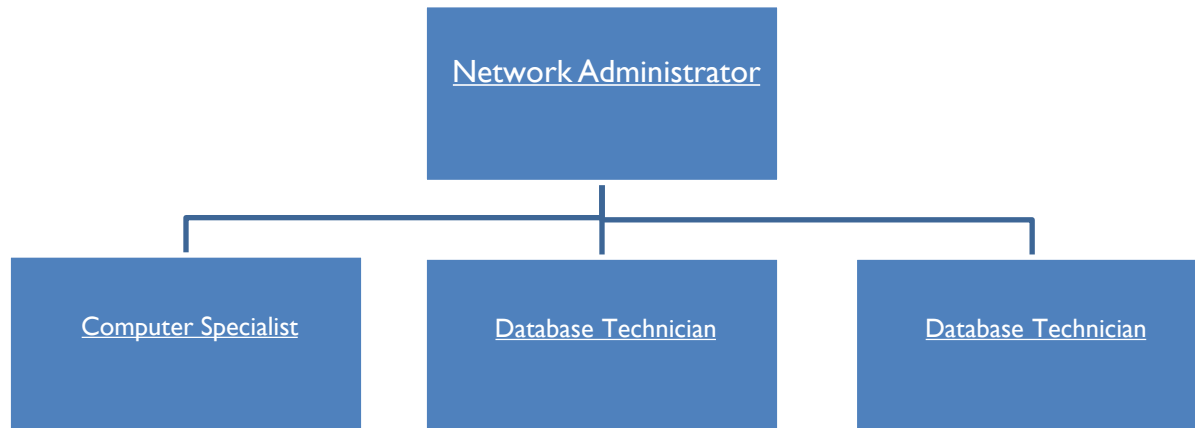 Network Administrator
Computer Specialist
Database Technician
Database Technician